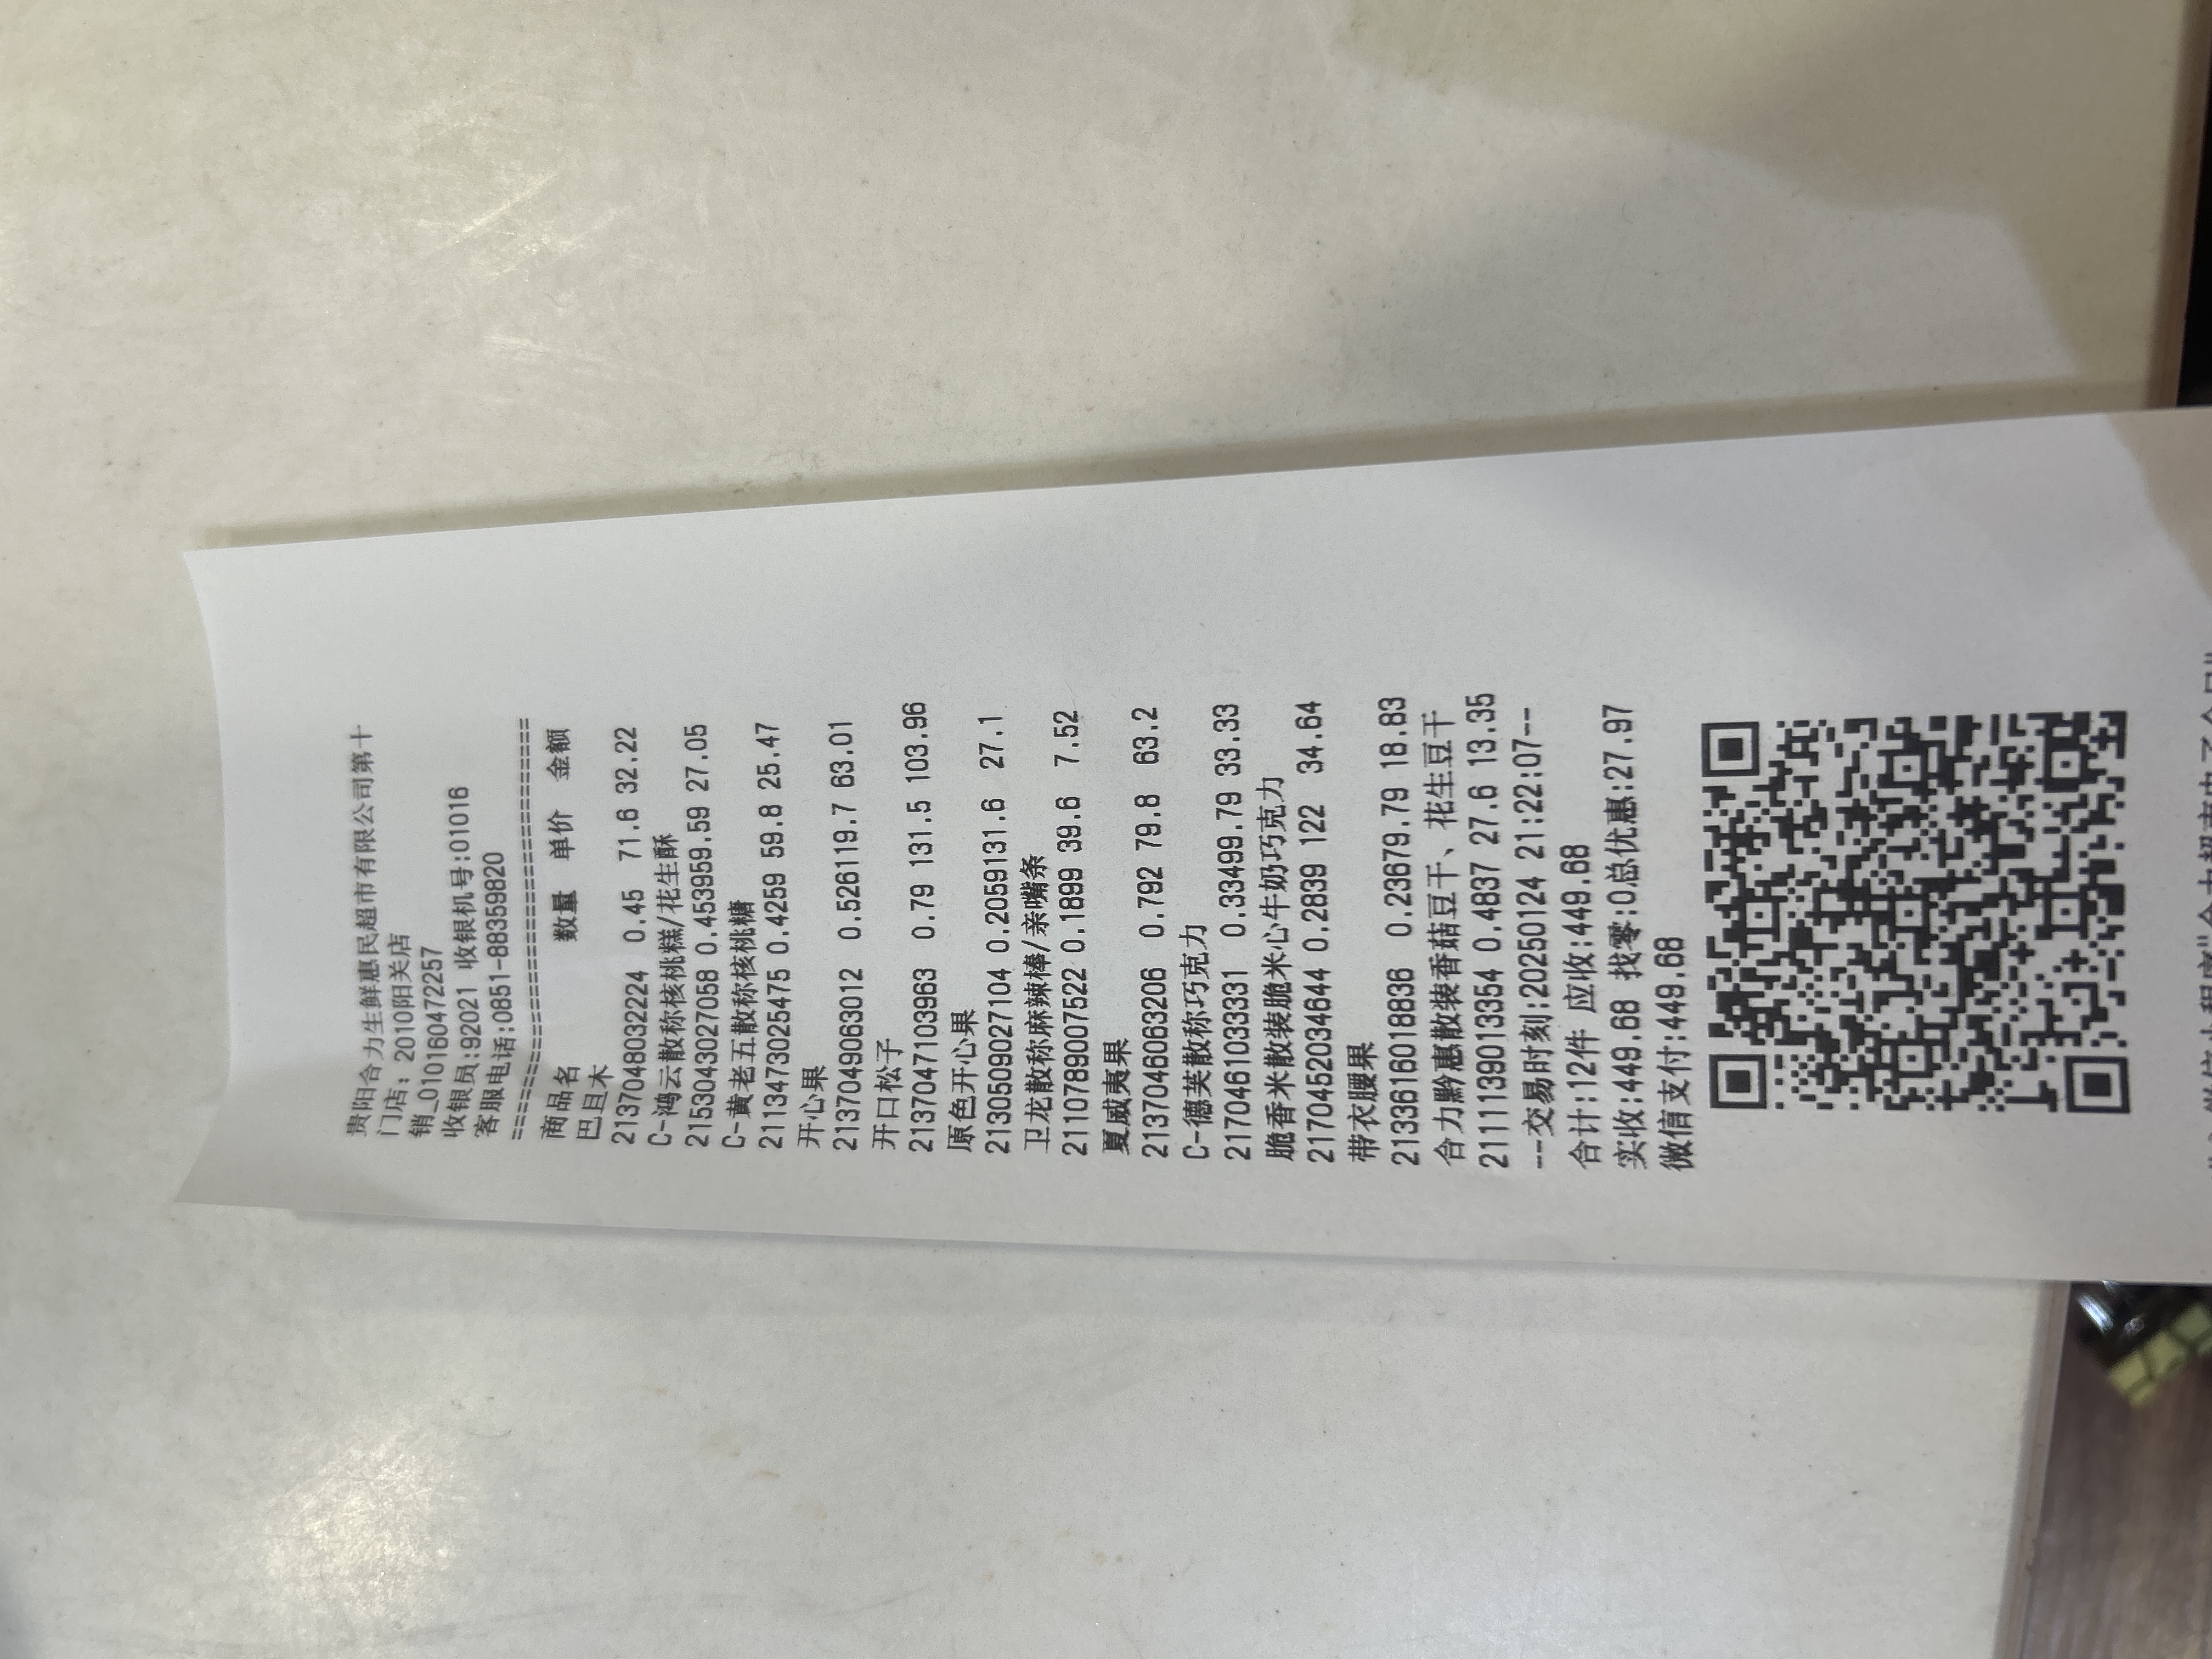 贵阳合力生鲜惠民超市有限公司第十
门店: 2010阳关店
销_010160472257
收银员:92021 收银机号:01016
客服电话:0851-88359820
================================
商品名 数量 单价 金额
巴旦木
2137048032224 0.45 71.6 32.22
C-鸿云散称核桃糕/花生酥
2153043027058 0.453959.59 27.05
C-黄老五散称核桃糖
2113473025475 0.4259 59.8 25.47
开心果
2137049063012 0.526119.7 63.01
开口松子
2137047103963 0.79 131.5 103.96
原色开心果
2130509027104 0.2059131.6 27.1
卫龙散称麻辣棒/亲嘴条
2110789007522 0.1899 39.6 7.52
夏威夷果
2137046063206 0.792 79.8 63.2
C-德芙散称巧克力
2170461033331 0.33499.79 33.33
脆香米散装脆米心牛奶巧克力
2170452034644 0.2839 122 34.64
带衣腰果
2133616018836 0.23679.79 18.83
合力黔惠散装香菇豆干、花生豆干
2111139013354 0.4837 27.6 13.35
---交易时刻:20250124 21:22:07---
合计:12件 应收:449.68
实收:449.68 找零:0总优惠:27.97
微信支付:449.68